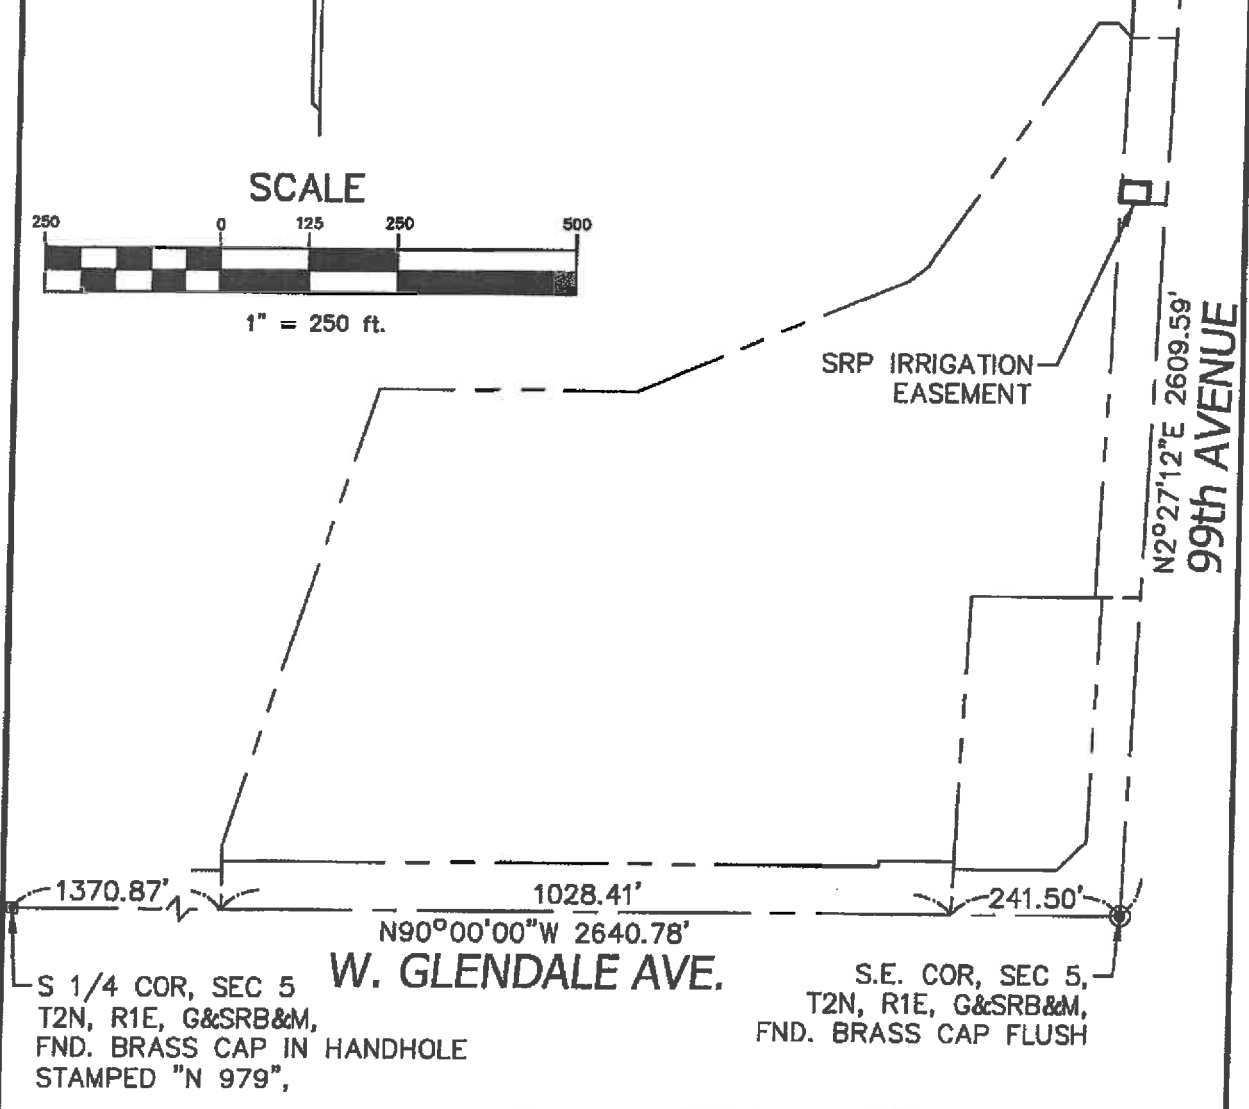 SCALE
250 0 125 250 500
1" = 250 ft.
SRP IRRIGATION
EASEMENT
N2°27'12"E 2609.59'
99th AVENUE
1370.87' 1028.41' 241.50'
N90°00'00"W 2640.78'
W. GLENDALE AVE.
S 1/4 COR, SEC 5
T2N, R1E, G&SRB&M,
FND. BRASS CAP IN HANDHOLE
STAMPED "N 979",
S.E. COR, SEC 5,
T2N, R1E, G&SRB&M,
FND. BRASS CAP FLUSH